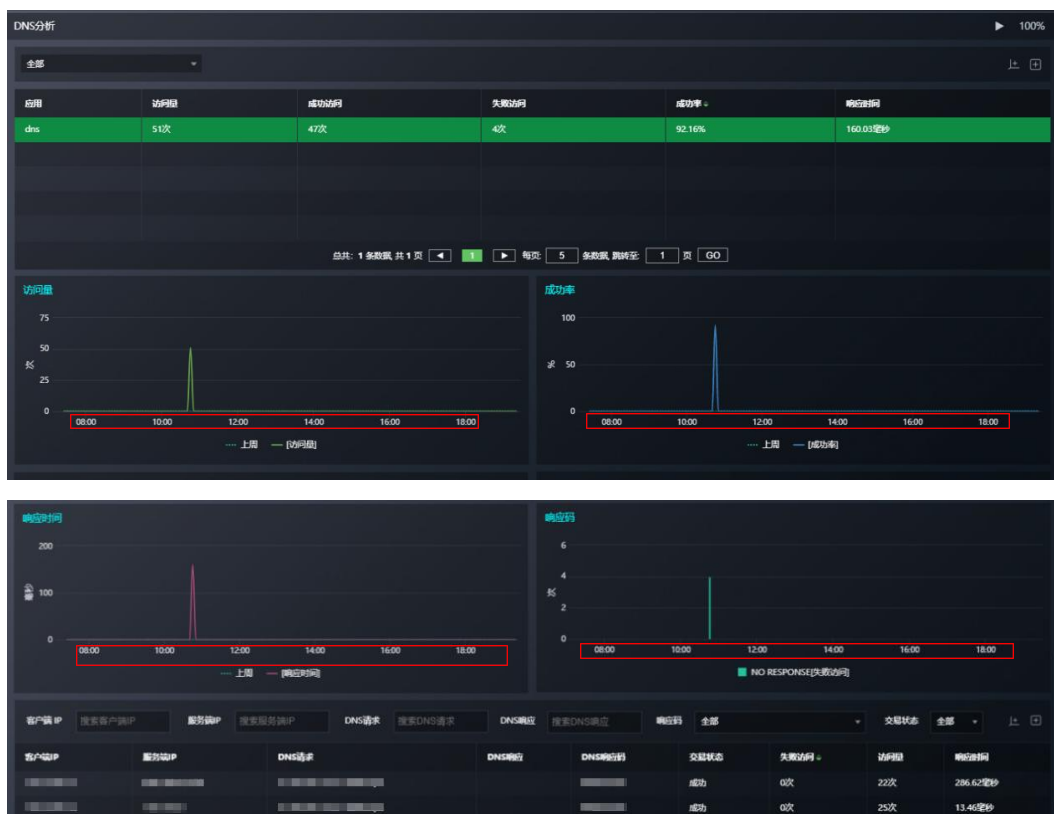 DNS分析 ▶ 100%
全部
应用 访问量 成功访问 失败访问 成功率 响应时间
dns 51次 47次 4次 92.16% 160.03毫秒
总共: 1 条数据, 共 1 页 ◀ 1 ▶ 每页: 5 条数据, 跳转至: 1 页 GO
访问量 成功率
75 100
50
次 % 50
25
0 0
08:00 10:00 12:00 14:00 16:00 18:00 08:00 10:00 12:00 14:00 16:00 18:00
上周 [访问量] 上周 [成功率]
响应时间 响应码
200 6
4
100 次
2
0 0
08:00 10:00 12:00 14:00 16:00 18:00 08:00 10:00 12:00 14:00 16:00 18:00
上周 [响应时间] NO RESPONSE[失败访问]
客户端 IP 搜索客户端IP 服务端IP 搜索服务端IP DNS请求 搜索DNS请求 DNS响应 搜索DNS响应 响应码 全部 交易状态 全部
客户端IP 服务端IP DNS请求 DNS响应 DNS响应码 交易状态 失败访问 访问量 响应时间
成功 0次 22次 286.62毫秒
成功 0次 25次 13.46毫秒